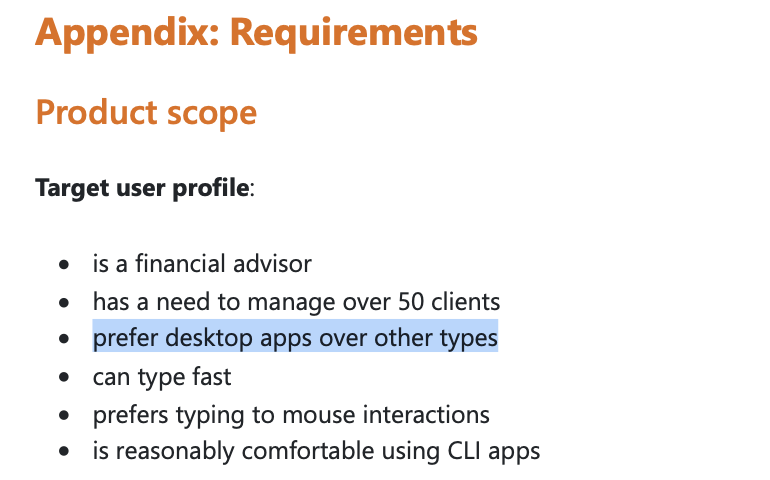 Appendix: Requirements
Product scope
Target user profile:
• is a financial advisor
• has a need to manage over 50 clients
• prefer desktop apps over other types
• can type fast
• prefers typing to mouse interactions
• is reasonably comfortable using CLI apps